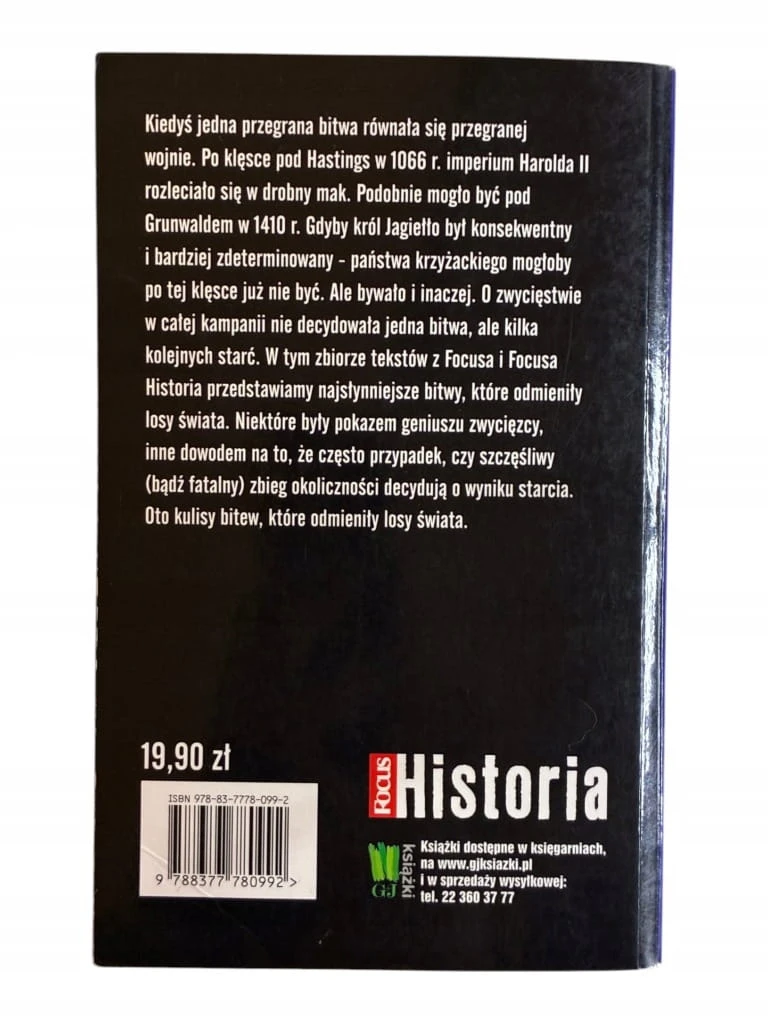 Kiedyś jedna przegrana bitwa równała się przegranej
wojnie. Po klęsce pod Hastings w 1066 r. imperium Harolda II
rozleciało się w drobny mak. Podobnie mogło być pod
Grunwaldem w 1410 r. Gdyby król Jagiełło był konsekwentny
i bardziej zdeterminowany - państwa krzyżackiego mogłoby
po tej klęsce już nie być. Ale bywało i inaczej. O zwycięstwie
w całej kampanii nie decydowała jedna bitwa, ale kilka
kolejnych starć. W tym zbiorze tekstów z Focusa i Focusa
Historia przedstawiamy najsłynniejsze bitwy, które odmieniły
losy świata. Niektóre były pokazem geniuszu zwycięzcy,
inne dowodem na to, że często przypadek, czy szczęśliwy
(bądź fatalny) zbieg okoliczności decydują o wyniku starcia.
Oto kulisy bitew, które odmieniły losy świata.
19,90 zł
ISBN 978-83-7778-099-2
9 788377 780992 >
Focus Historia
G+J książki
Książki dostępne w księgarniach,
na www.gjksiazki.pl
i w sprzedaży wysyłkowej:
tel. 22 360 37 77